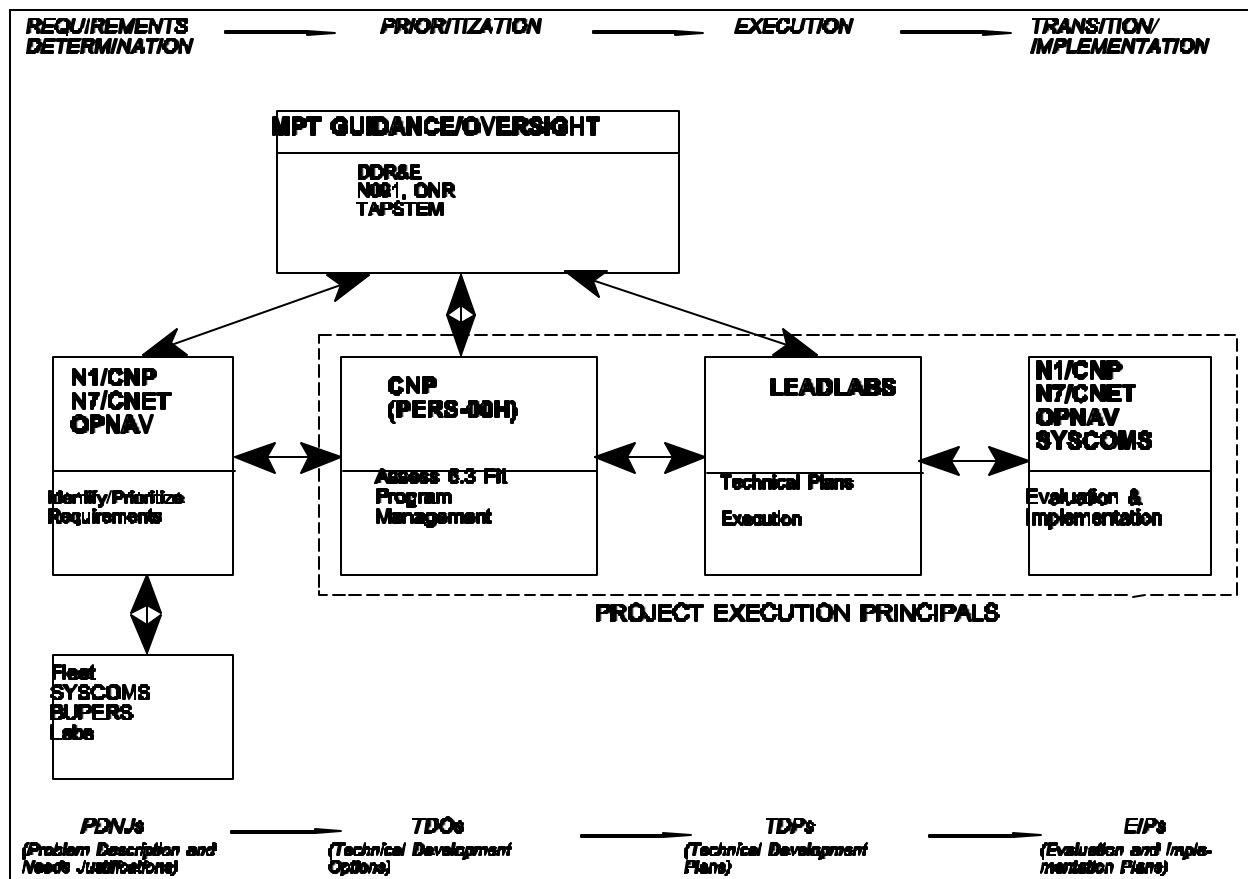 REQUIREMENTS
DETERMINATION
PRIORITIZATION
EXECUTION
TRANSITION/
IMPLEMENTATION
MPT GUIDANCE/OVERSIGHT
DDR&E
N091, ONR
TAPSTEM
N1/CNP
N7/CNET
OPNAV
Identify/Prioritize
Requirements
CNP
(PERS-00H)
Assess 6.3 Fit
Program
Management
LEADLABS
Technical Plans
Execution
N1/CNP
N7/CNET
OPNAV
SYSCOMS
Evaluation &
Implementation
PROJECT EXECUTION PRINCIPALS
Fleet
SYSCOMS
BUPERS
Labs
PDNJs
(Problem Description and
Needs Justifications)
TDOs
(Technical Development
Options)
TDPs
(Technical Development
Plans)
EIPs
(Evaluation and Imple-
mentation Plans)